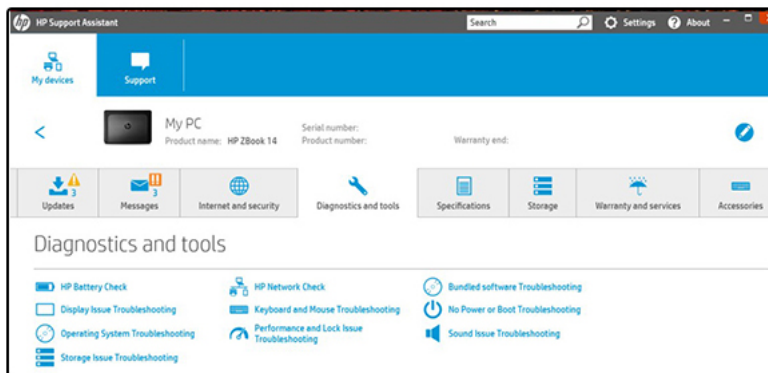 hp HP Support Assistant Search Settings ? About
My devices Support
My PC
Product name: HP ZBook 14
Serial number:
Product number:
Warranty end:
3 3
Updates Messages Internet and security Diagnostics and tools Specifications Storage Warranty and services Accessories
Diagnostics and tools
HP Battery Check HP Network Check Bundled software Troubleshooting
Display Issue Troubleshooting Keyboard and Mouse Troubleshooting No Power or Boot Troubleshooting
Operating System Troubleshooting Performance and Lock Issue Troubleshooting Sound Issue Troubleshooting
Storage Issue Troubleshooting